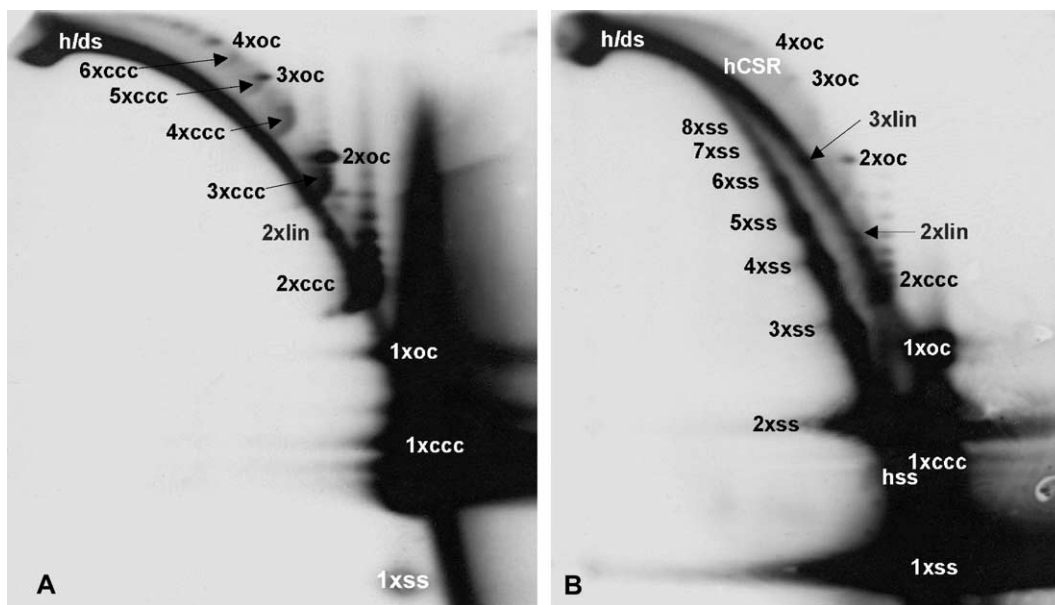 h/ds
4xoc
6xccc
3xoc
5xccc
4xccc
2xoc
3xccc
2xlin
2xccc
1xoc
1xccc
1xss
A
h/ds
4xoc
hCSR
3xoc
3xlin
8xss
7xss
2xoc
6xss
5xss
2xlin
4xss
2xccc
3xss
1xoc
2xss
1xccc
hss
1xss
B